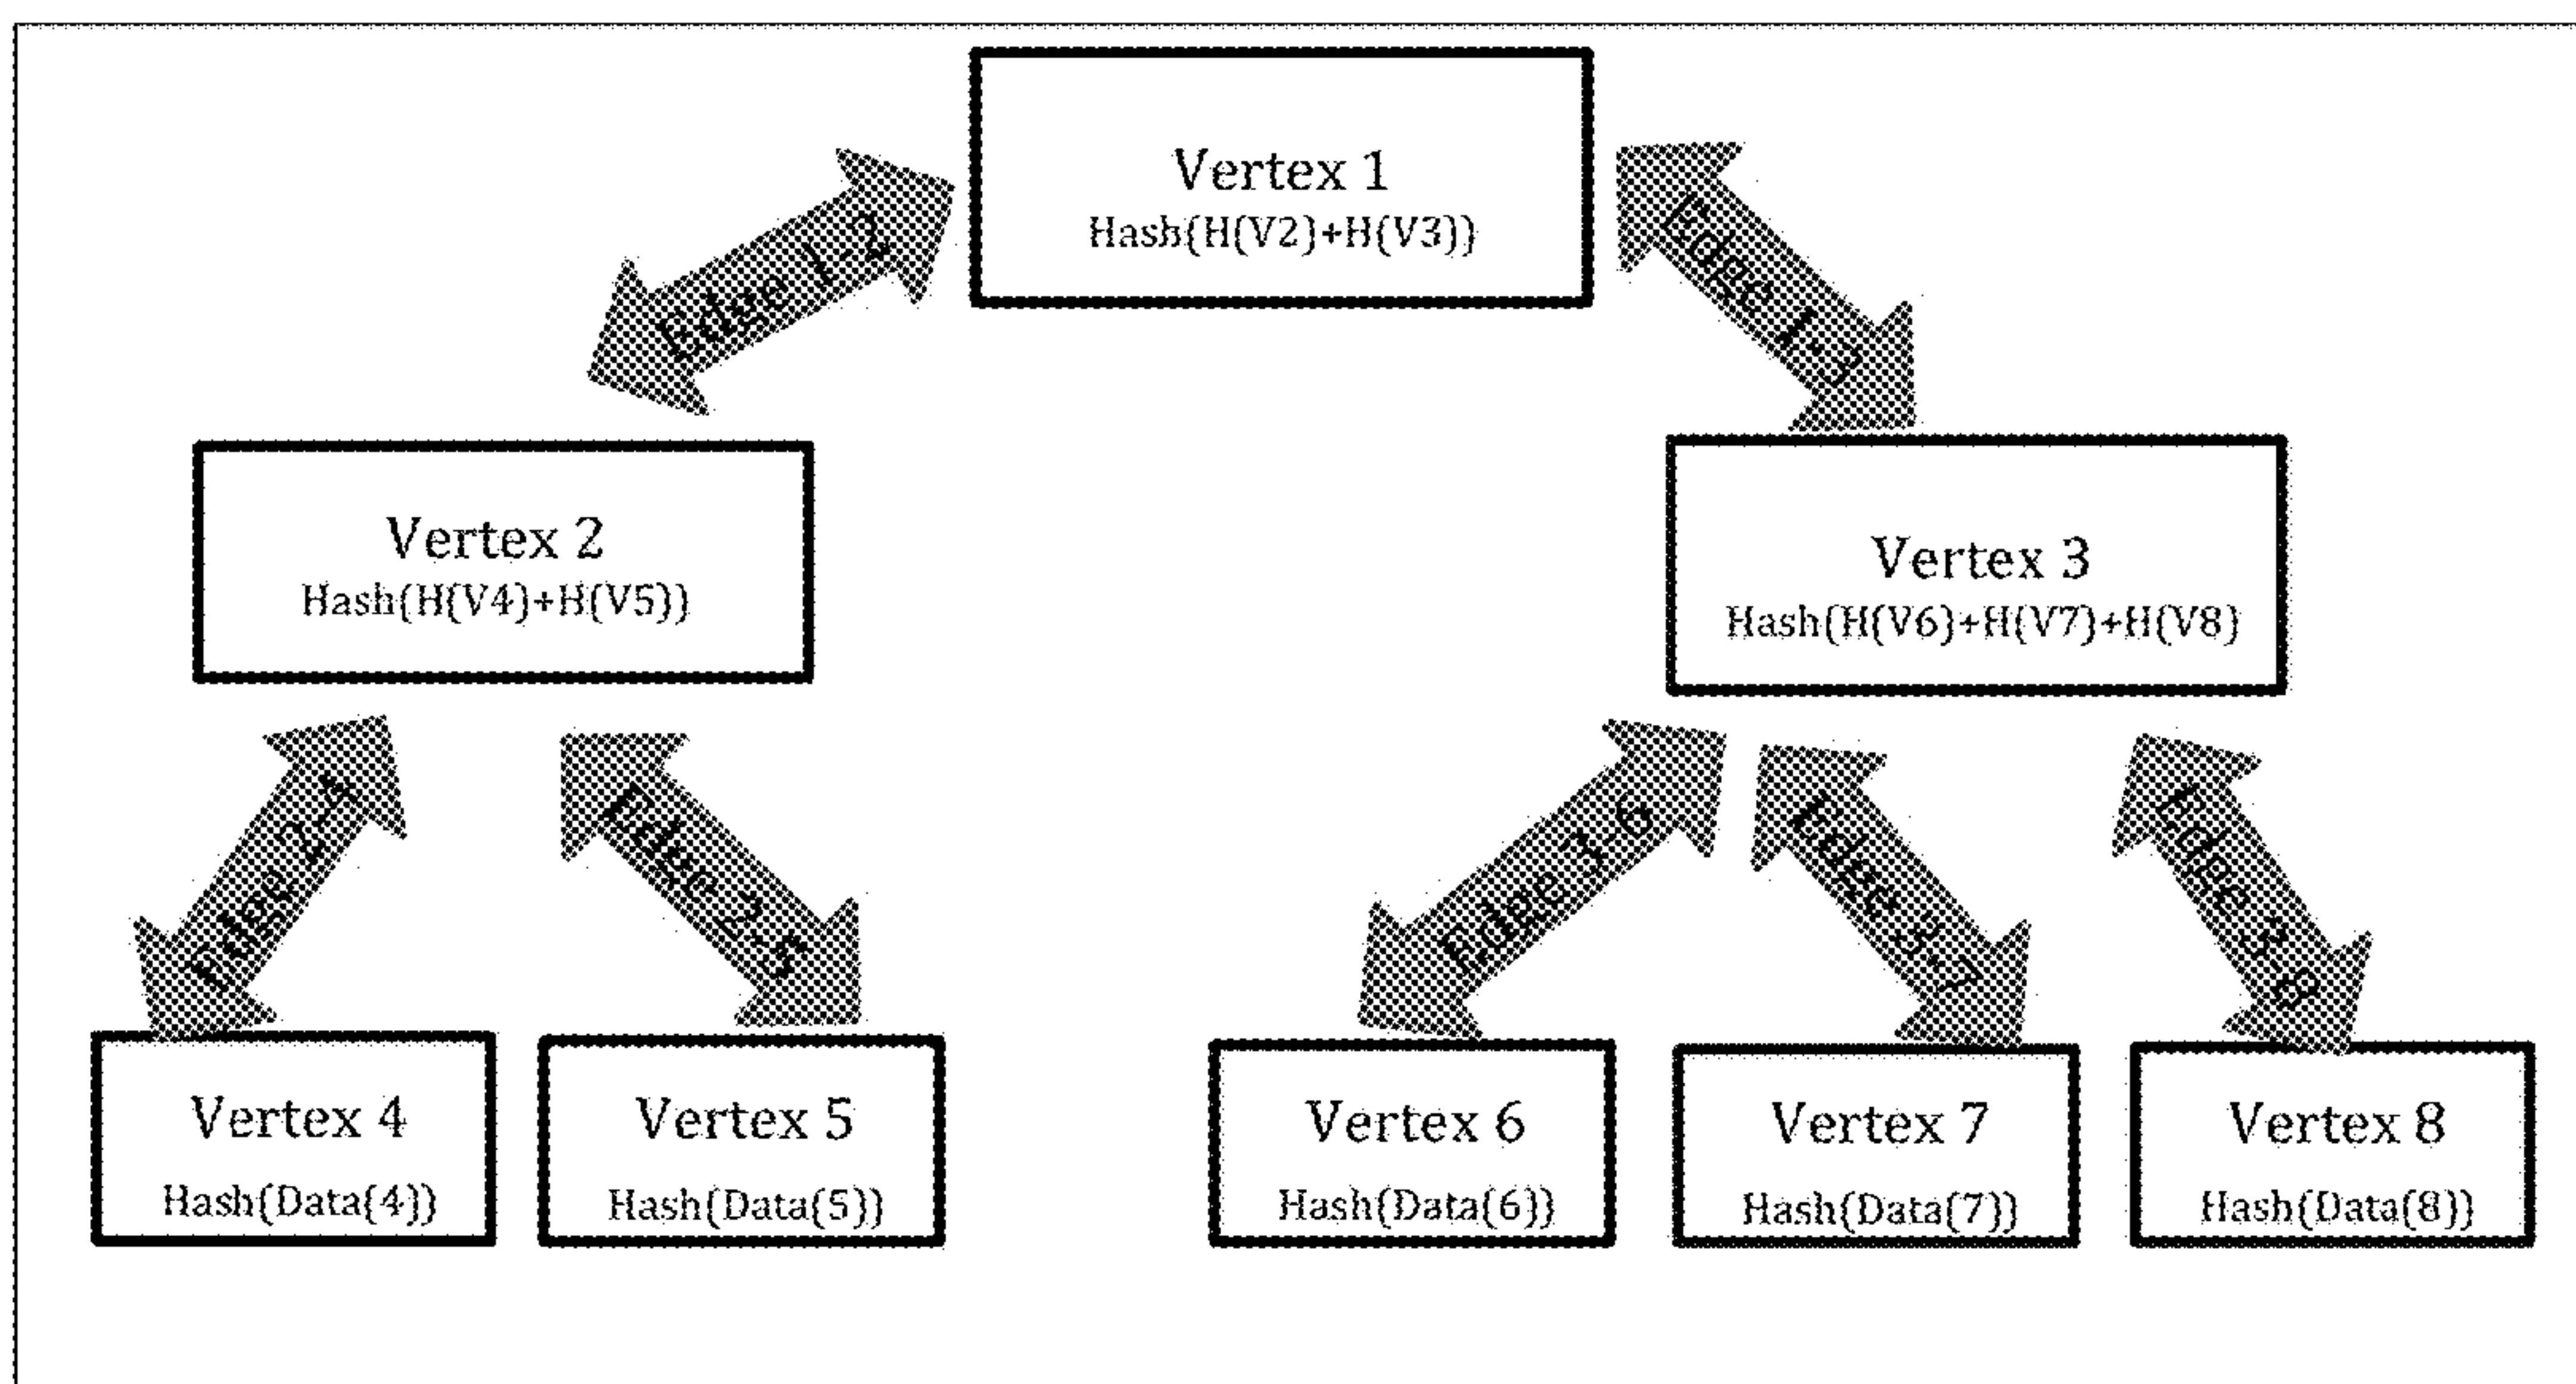 Vertex 1
Hash(H(V2)+H(V3))
Edge 1-2
Edge 1-3
Vertex 2
Hash(H(V4)+H(V5))
Vertex 3
Hash(H(V6)+H(V7)+H(V8)
Edge 2-4
Edge 2-5
Edge 3-6
Edge 3-7
Edge 3-8
Vertex 4
Hash(Data(4))
Vertex 5
Hash(Data(5))
Vertex 6
Hash(Data(6))
Vertex 7
Hash(Data(7))
Vertex 8
Hash(Data(8))